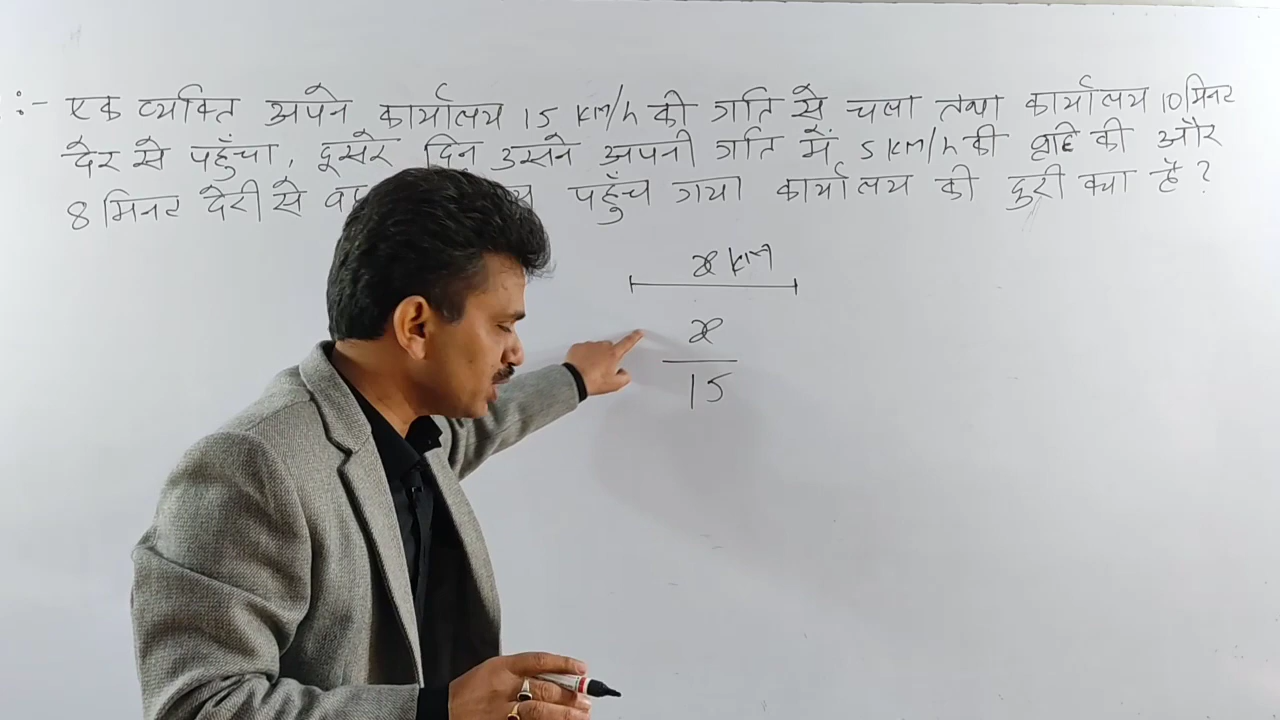 :- एक व्यक्ति अपने कार्यालय 15 km/h की गति से चला तथा कार्यालय 10 मिनट
देर से पहुँचा, दूसरे दिन उसने अपनी गति में 5 km/h की वृद्धि की और
8 मिनट देरी से पहुँच गया कार्यालय की दुरी क्या है ?
x km
x
15